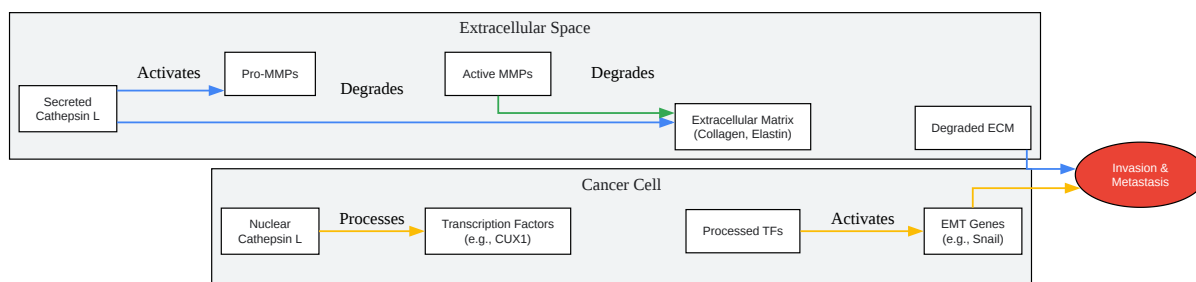 Extracellular Space
Activates
Pro-MMPs
Active MMPs
Degrades
Degrades
Secreted
Cathepsin L
Extracellular Matrix
(Collagen, Elastin)
Degraded ECM
Invasion &
Metastasis
Cancer Cell
Nuclear
Cathepsin L
Processes
Transcription Factors
(e.g., CUX1)
Processed TFs
Activates
EMT Genes
(e.g., Snail)